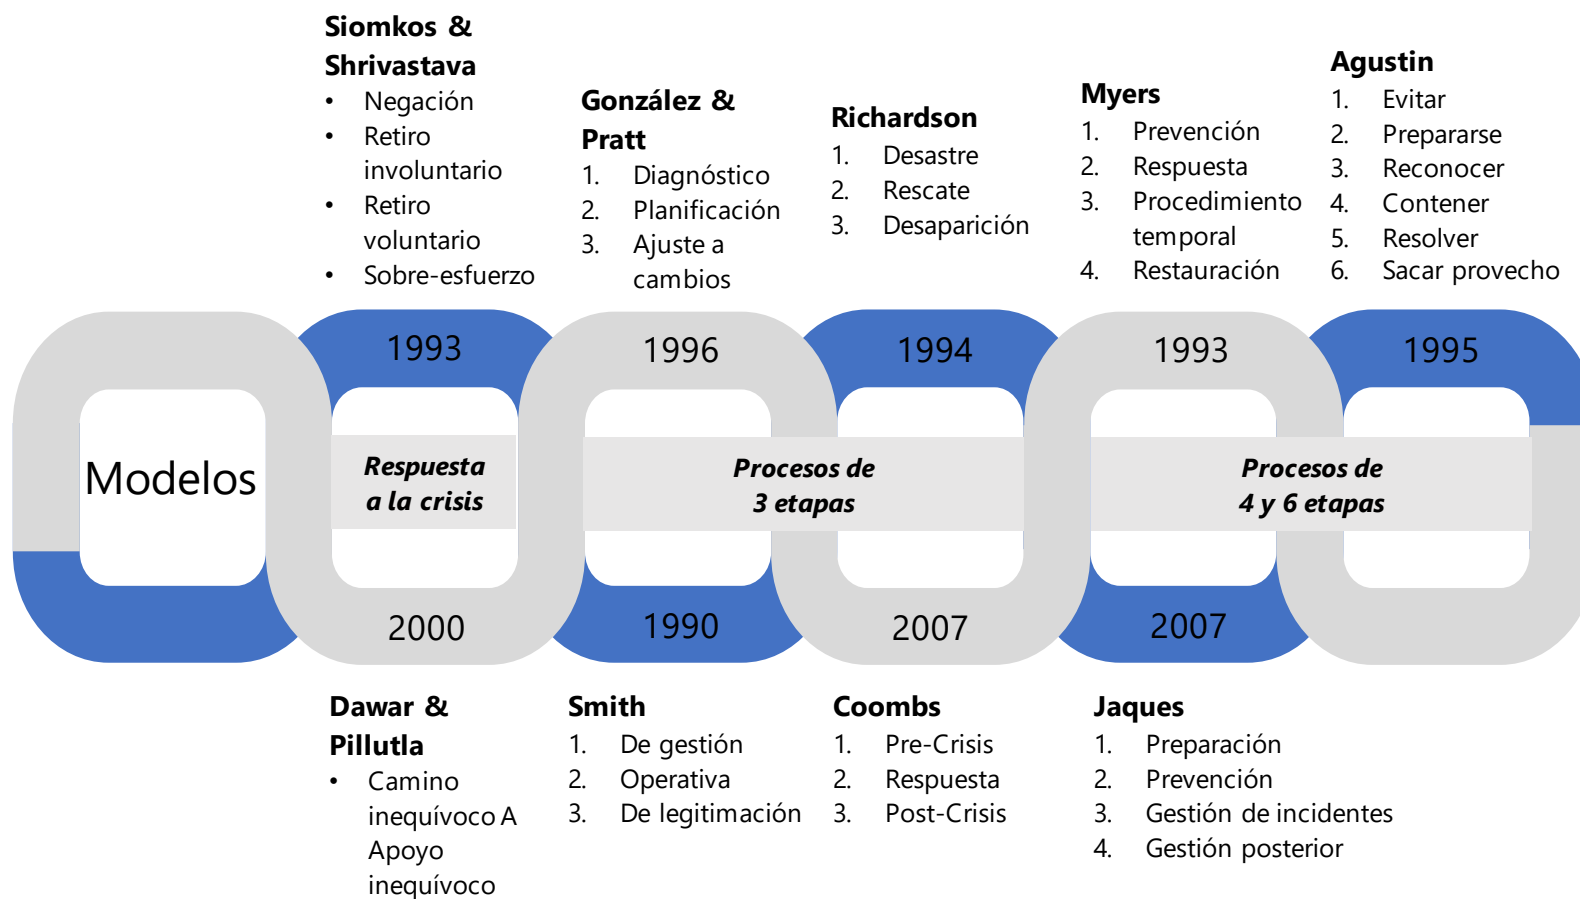 Siomkos &
Shrivastava
• Negación
• Retiro
involuntario
• Retiro
voluntario
• Sobre-esfuerzo
González &
Pratt
1. Diagnóstico
2. Planificación
3. Ajuste a
cambios
Richardson
1. Desastre
2. Rescate
3. Desaparición
Myers
1. Prevención
2. Respuesta
3. Procedimiento
temporal
4. Restauración
Agustin
1. Evitar
2. Prepararse
3. Reconocer
4. Contener
5. Resolver
6. Sacar provecho
1993
1996
1994
1993
1995
Modelos
Respuesta
a la crisis
Procesos de
3 etapas
Procesos de
4 y 6 etapas
2000
1990
2007
2007
Dawar &
Pillutla
• Camino
inequívoco A
Apoyo
inequívoco
Smith
1. De gestión
2. Operativa
3. De legitimación
Coombs
1. Pre-Crisis
2. Respuesta
3. Post-Crisis
Jaques
1. Preparación
2. Prevención
3. Gestión de incidentes
4. Gestión posterior